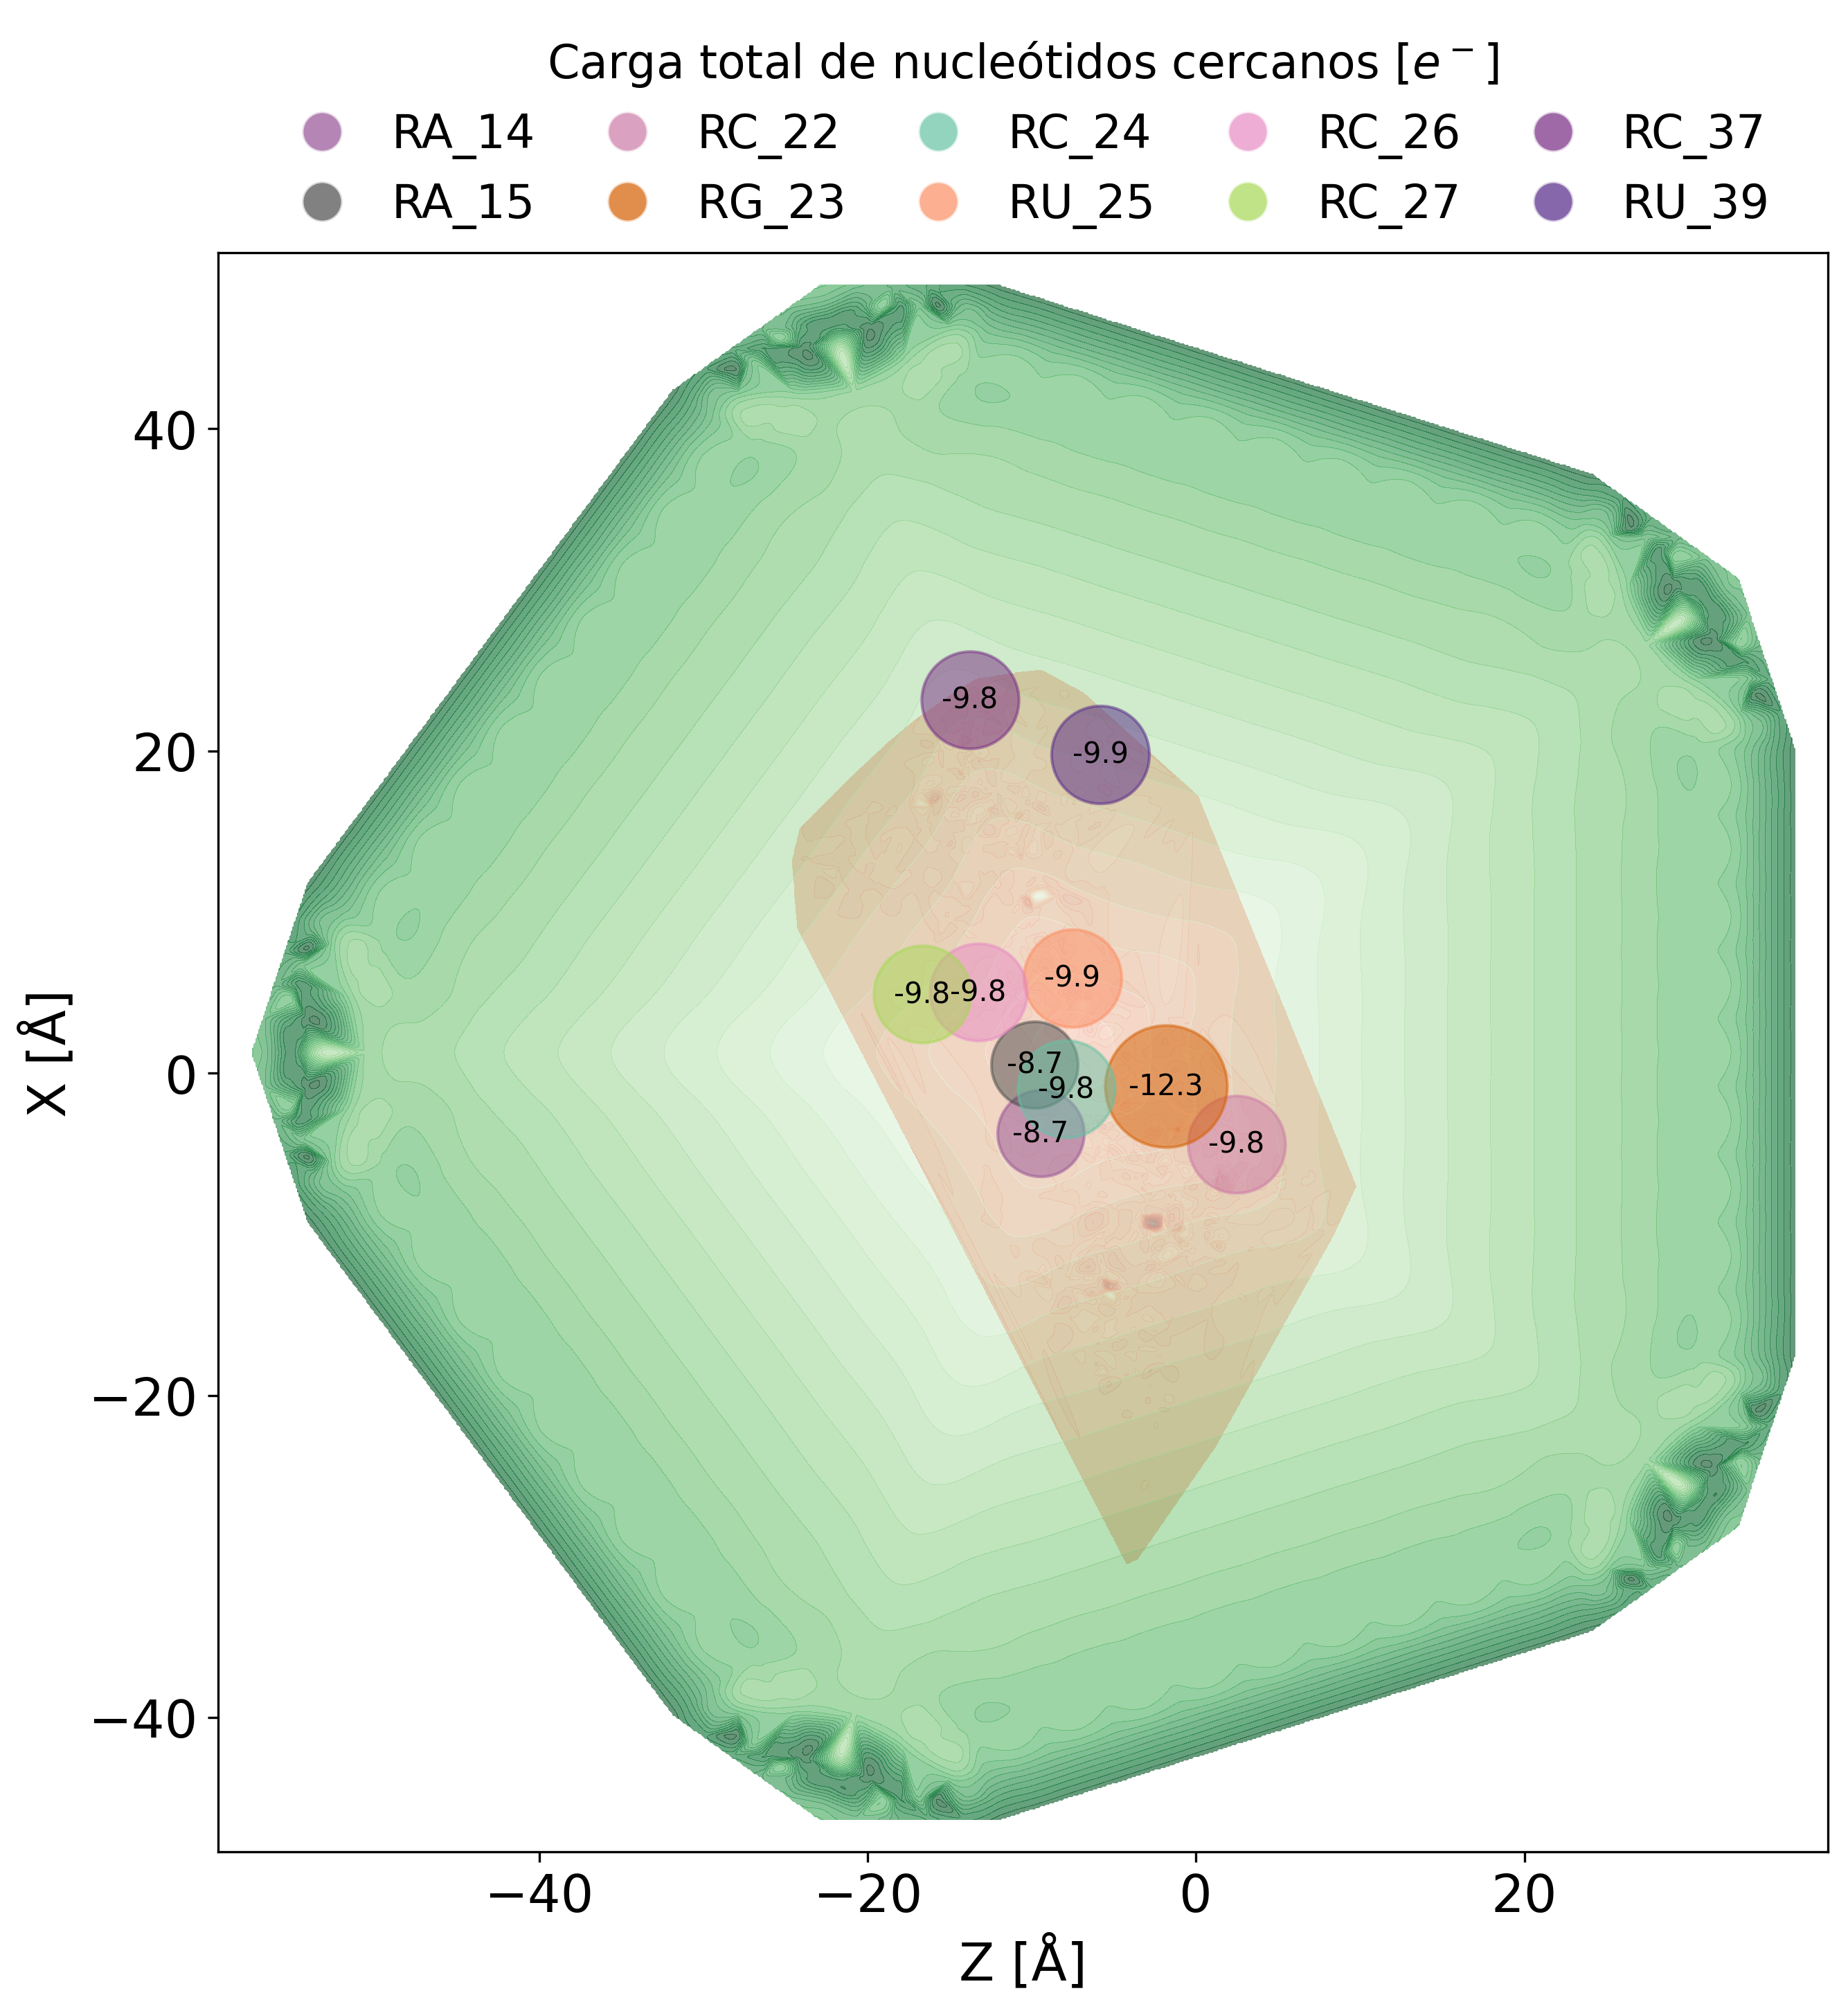 Carga total de nucleótidos cercanos [e⁻]
RA_14 RC_22 RC_24 RC_26 RC_37
RA_15 RG_23 RU_25 RC_27 RU_39
40
20
0
−20
−40
X [Å]
-9.8
-9.9
-9.9
-9.8 -9.8
-8.7
-9.8 -12.3
-8.7
-9.8
−40 −20 0 20
Z [Å]